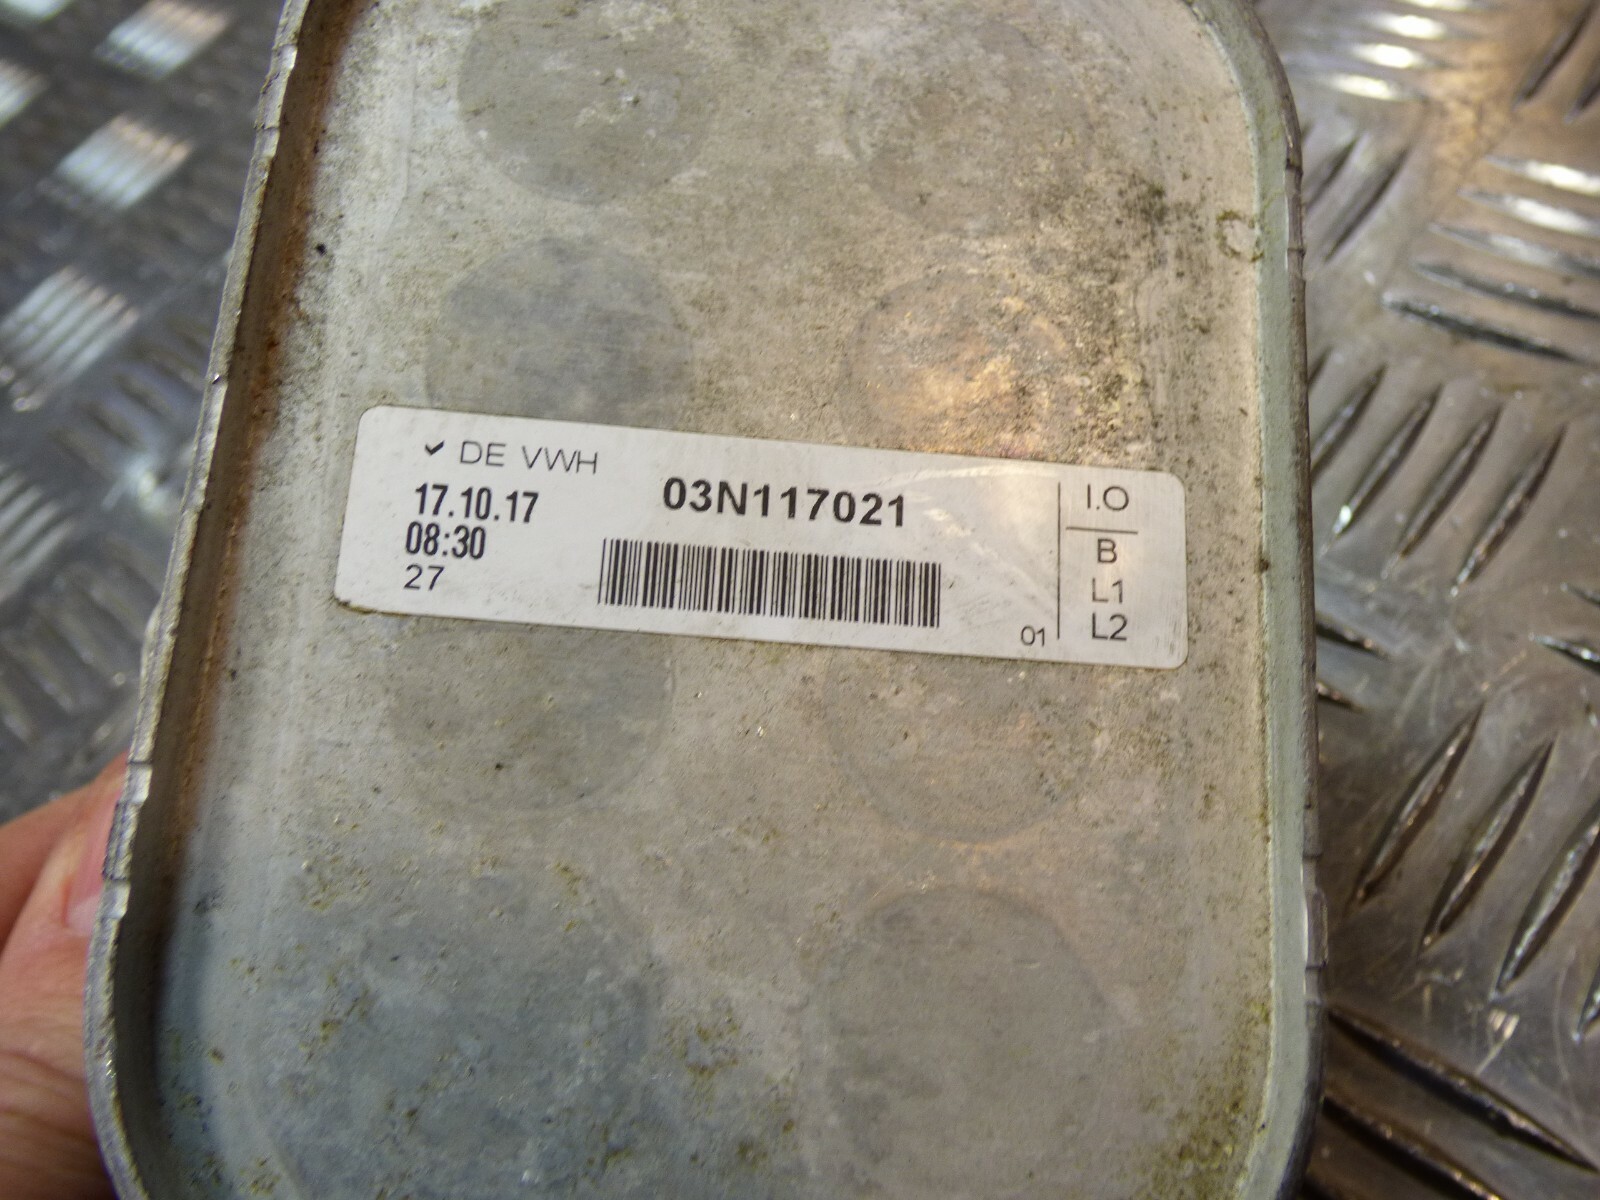 DE VWH
17.10.17
08:30
27
03N117021
01
I.O
B
L1
L2